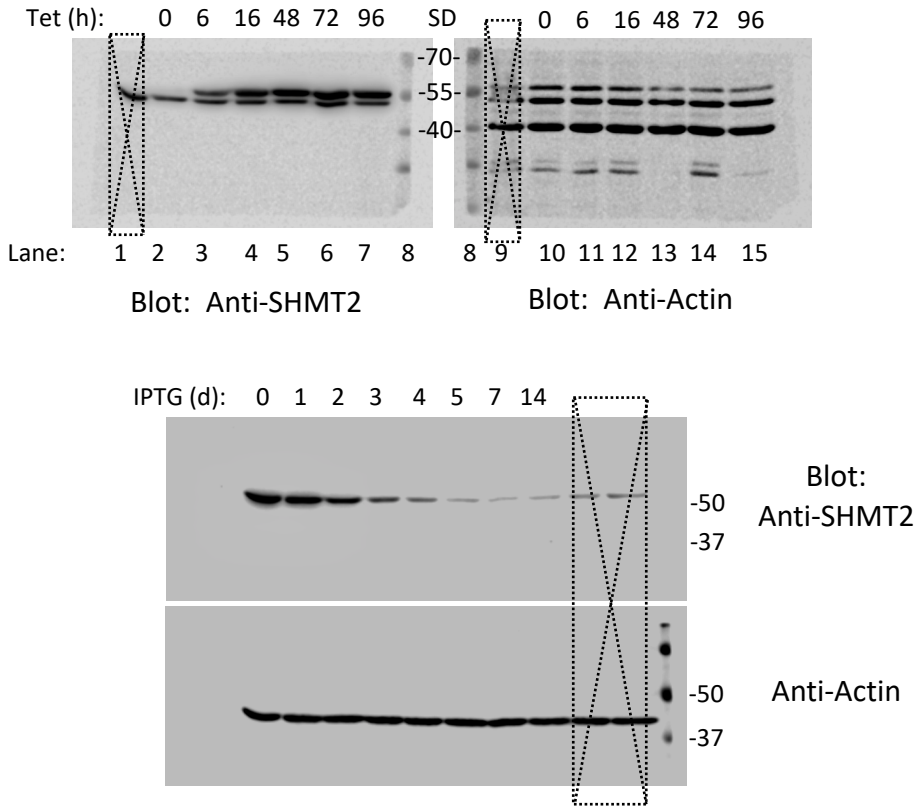 Tet (h): 0 6 16 48 72 96 SD 0 6 16 48 72 96
-70-
-55-
-40-
Lane: 1 2 3 4 5 6 7 8 8 9 10 11 12 13 14 15
Blot: Anti-SHMT2 Blot: Anti-Actin
IPTG (d): 0 1 2 3 4 5 7 14
Blot:
-50
Anti-SHMT2
-37
-50 Anti-Actin
-37